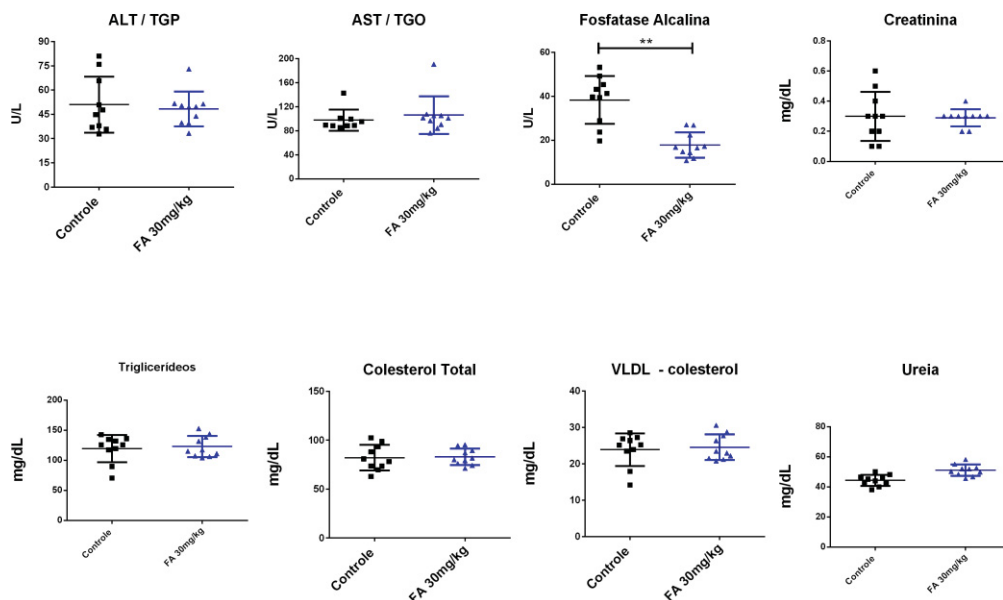 ALT / TGP
90
75
60
45
30
15
0
U/L
Controle
FA 30mg/kg
AST / TGO
200
160
120
80
40
0
U/L
Controle
FA 30mg/kg
Fosfatase Alcalina
**
60
40
20
0
U/L
Controle
FA 30mg/kg
Creatinina
0.8
0.6
0.4
0.2
0.0
mg/dL
Controle
FA 30mg/kg
Triglicerídeos
200
150
100
50
0
mg/dL
Controle
FA 30mg/kg
Colesterol Total
150
100
50
0
mg/dL
Controle
FA 30mg/kg
VLDL - colesterol
40
30
20
10
0
mg/dL
Controle
FA 30mg/kg
Ureia
80
60
40
20
0
mg/dL
Controle
FA 30mg/kg